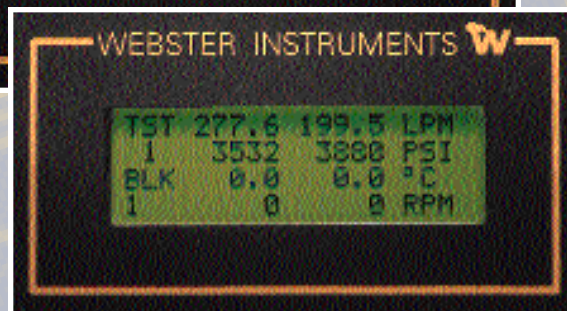 WEBSTER INSTRUMENTS W
TST 277.6 199.5 LPM
1 3532 3880 PSI
BLK 0.0 0.0 °C
1 0 0 RPM